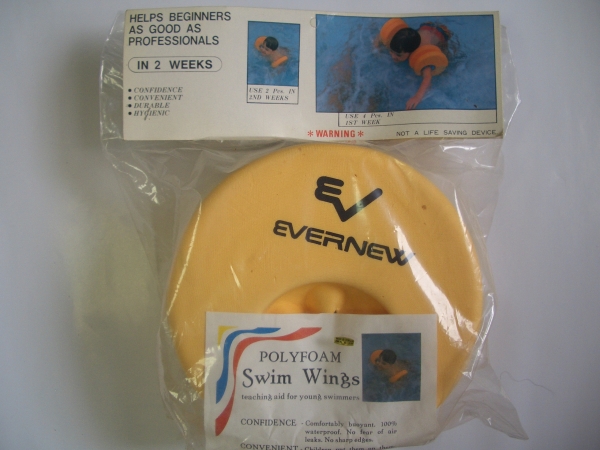 HELPS BEGINNERS
AS GOOD AS
PROFESSIONALS
IN 2 WEEKS
• CONFIDENCE
• CONVENIENT
• DURABLE
• HYGIENIC
USE 2 Pcs. IN
2ND WEEKS
USE 4 Pcs. IN
1ST WEEK
*WARNING*
NOT A LIFE SAVING DEVICE
EV
EVERNEW
POLYFOAM
Swim Wings
teaching aid for young swimmers
CONFIDENCE - Comfortably buoyant. 100%
waterproof. No fear of air
leaks. No sharp edges.
CONVENIENT - Children